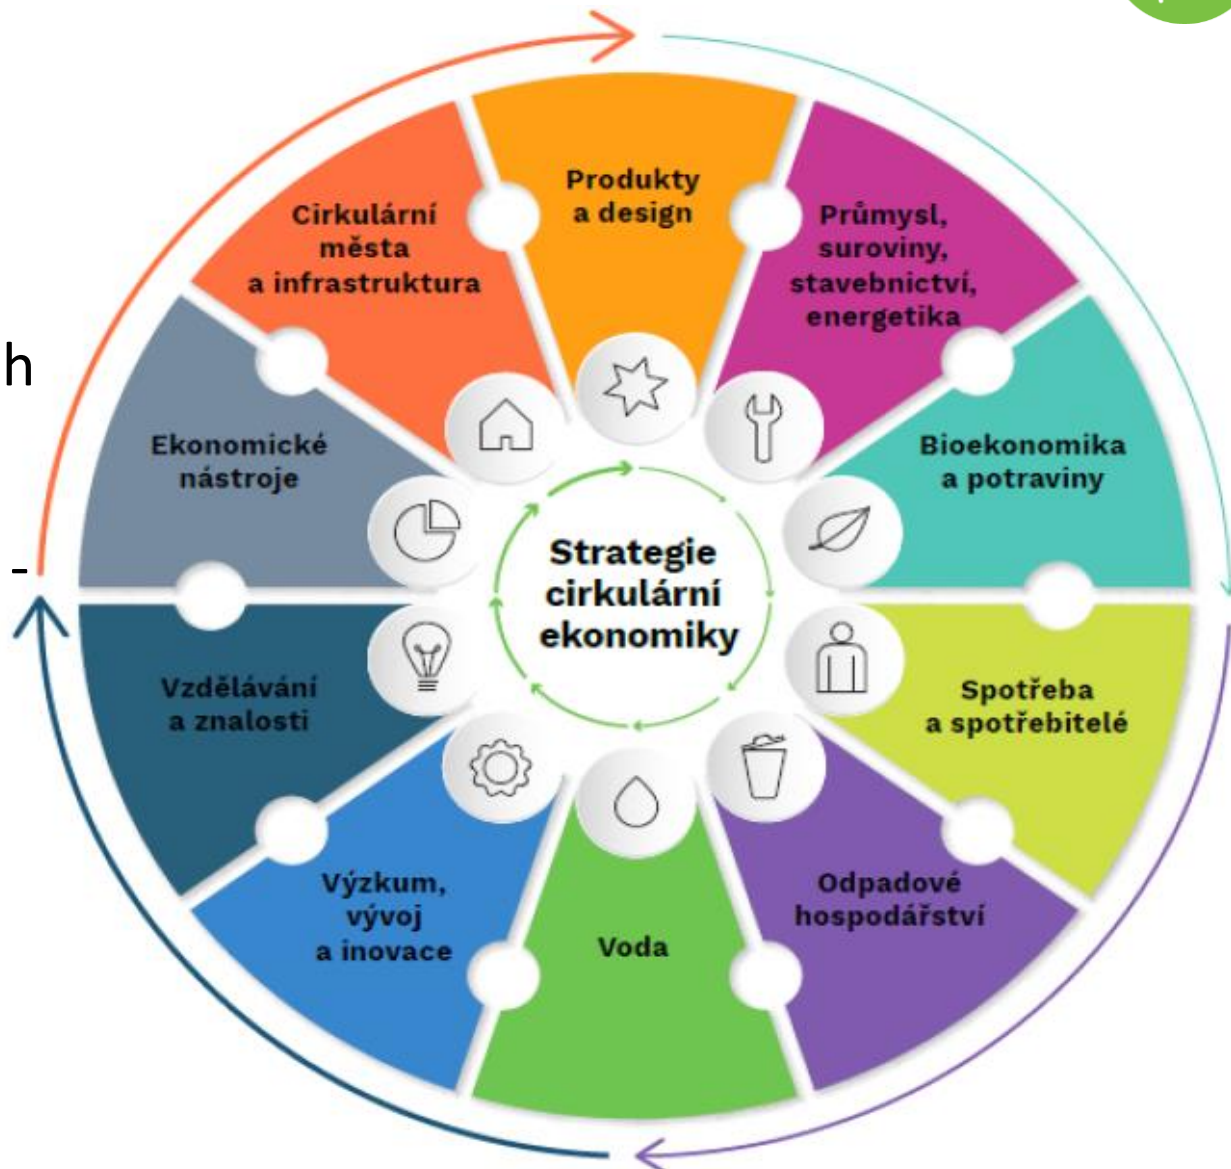 Produkty
a design
Průmysl,
suroviny,
stavebnictví,
energetika
Bioekonomika
a potraviny
Spotřeba
a spotřebitelé
Odpadové
hospodářství
Voda
Výzkum,
vývoj
a inovace
Vzdělávání
a znalosti
Ekonomické
nástroje
Cirkulární
města
a infrastruktura
Strategie
cirkulární
ekonomiky
h
-